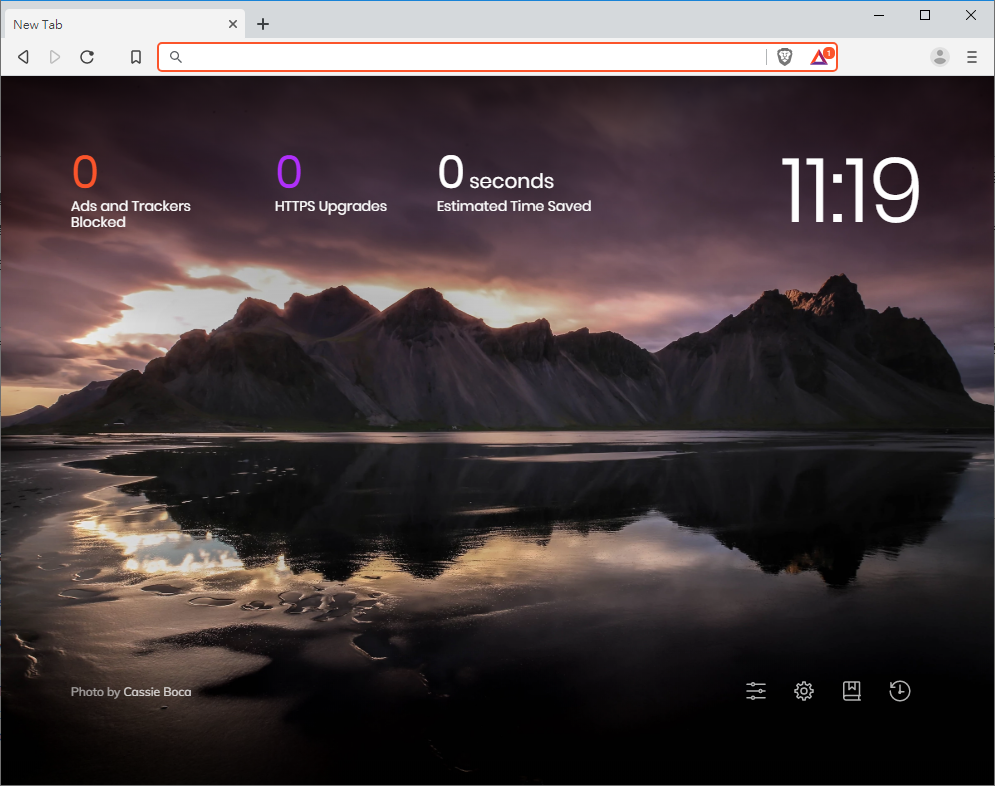 New Tab
1
0
Ads and Trackers
Blocked
0
HTTPS Upgrades
0 seconds
Estimated Time Saved
11:19
Photo by Cassie Boca